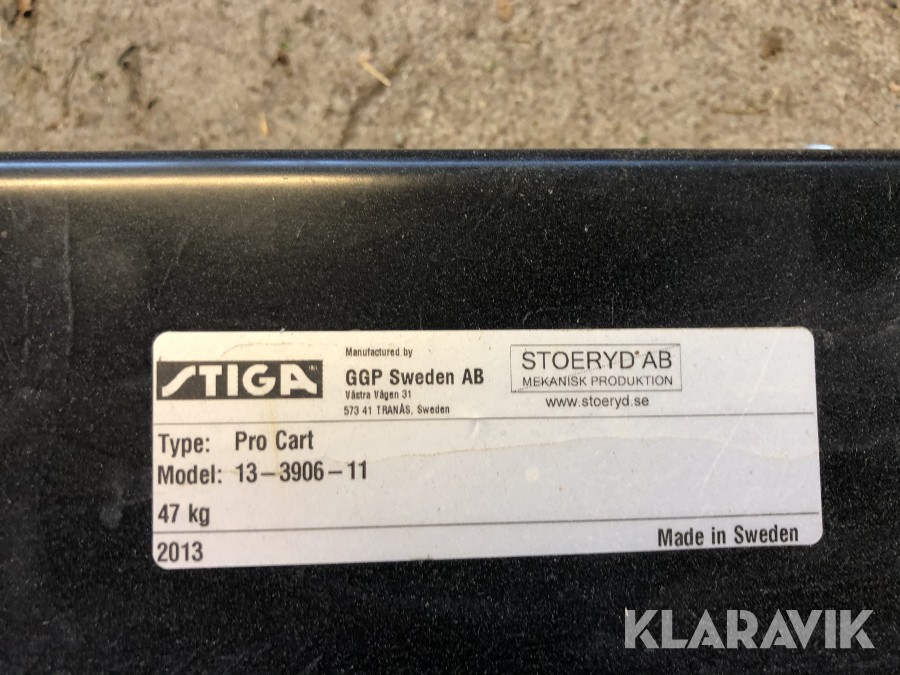 STIGA
Manufactured by
GGP Sweden AB
Västra Vägen 31
573 41 TRANÅS, Sweden
STOERYD AB
MEKANISK PRODUKTION
www.stoeryd.se
Type: Pro Cart
Model: 13-3906-11
47 kg
2013
Made in Sweden
KLARAVIK